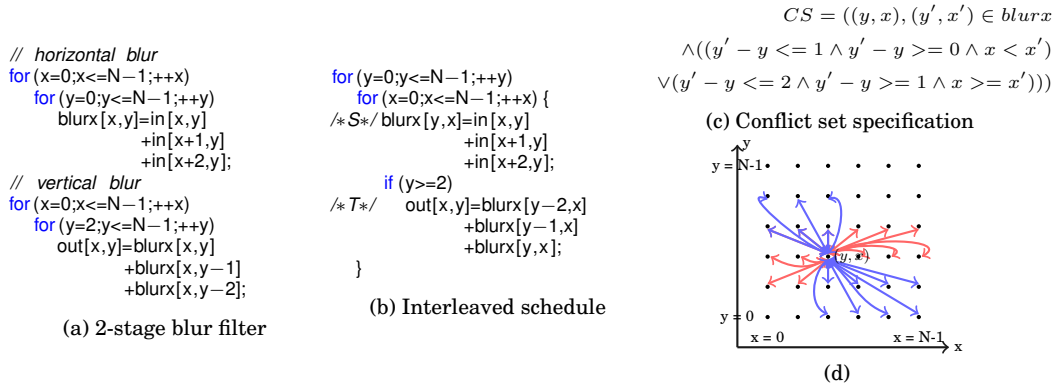 // horizontal blur
for (x=0;x<=N−1;++x)
for (y=0;y<=N−1;++y)
blurx[x,y]=in[x,y]
+in[x+1,y]
+in[x+2,y];
// vertical blur
for (x=0;x<=N−1;++x)
for (y=2;y<=N−1;++y)
out[x,y]=blurx[x,y]
+blurx[x,y−1]
+blurx[x,y−2];
(a) 2-stage blur filter
for (y=0;y<=N−1;++y)
for (x=0;x<=N−1;++x) {
/∗S∗/ blurx[y,x]=in[x,y]
+in[x+1,y]
+in[x+2,y];
if (y>=2)
/∗T∗/ out[x,y]=blurx[y−2,x]
+blurx[y−1,x]
+blurx[y,x];
}
(b) Interleaved schedule
CS = ((y, x), (y′, x′) ∈ blurx
∧((y′ − y <= 1 ∧ y′ − y >= 0 ∧ x < x′)
∨(y′ − y <= 2 ∧ y′ − y >= 1 ∧ x >= x′)))
(c) Conflict set specification
y
y = N-1
(y, x)
y = 0
x = 0 x = N-1 x
(d)